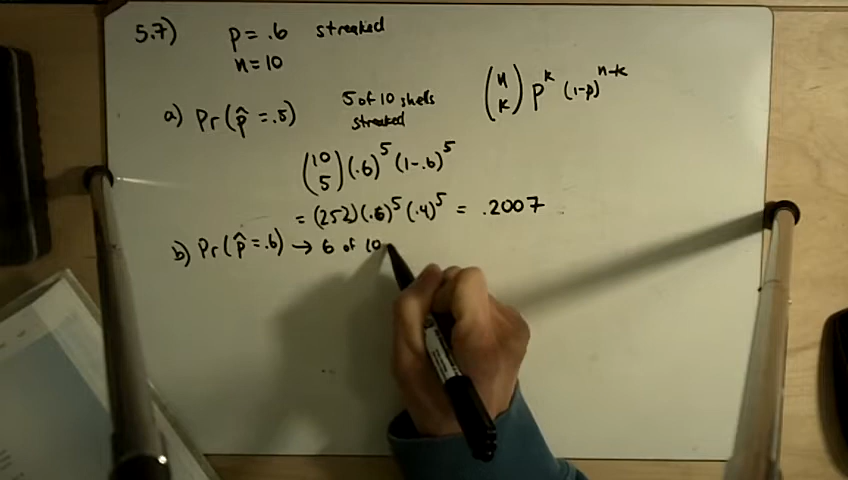 5.7) p = .6 streaked
n = 10
(n k) p^k (1-p)^n-k
a) Pr(p̂ = .5) 5 of 10 shells
streaked
(10 5)(.6)^5 (1-.6)^5
= (252)(.6)^5 (.4)^5 = .2007
b) Pr(p̂ = .6) → 6 of 10